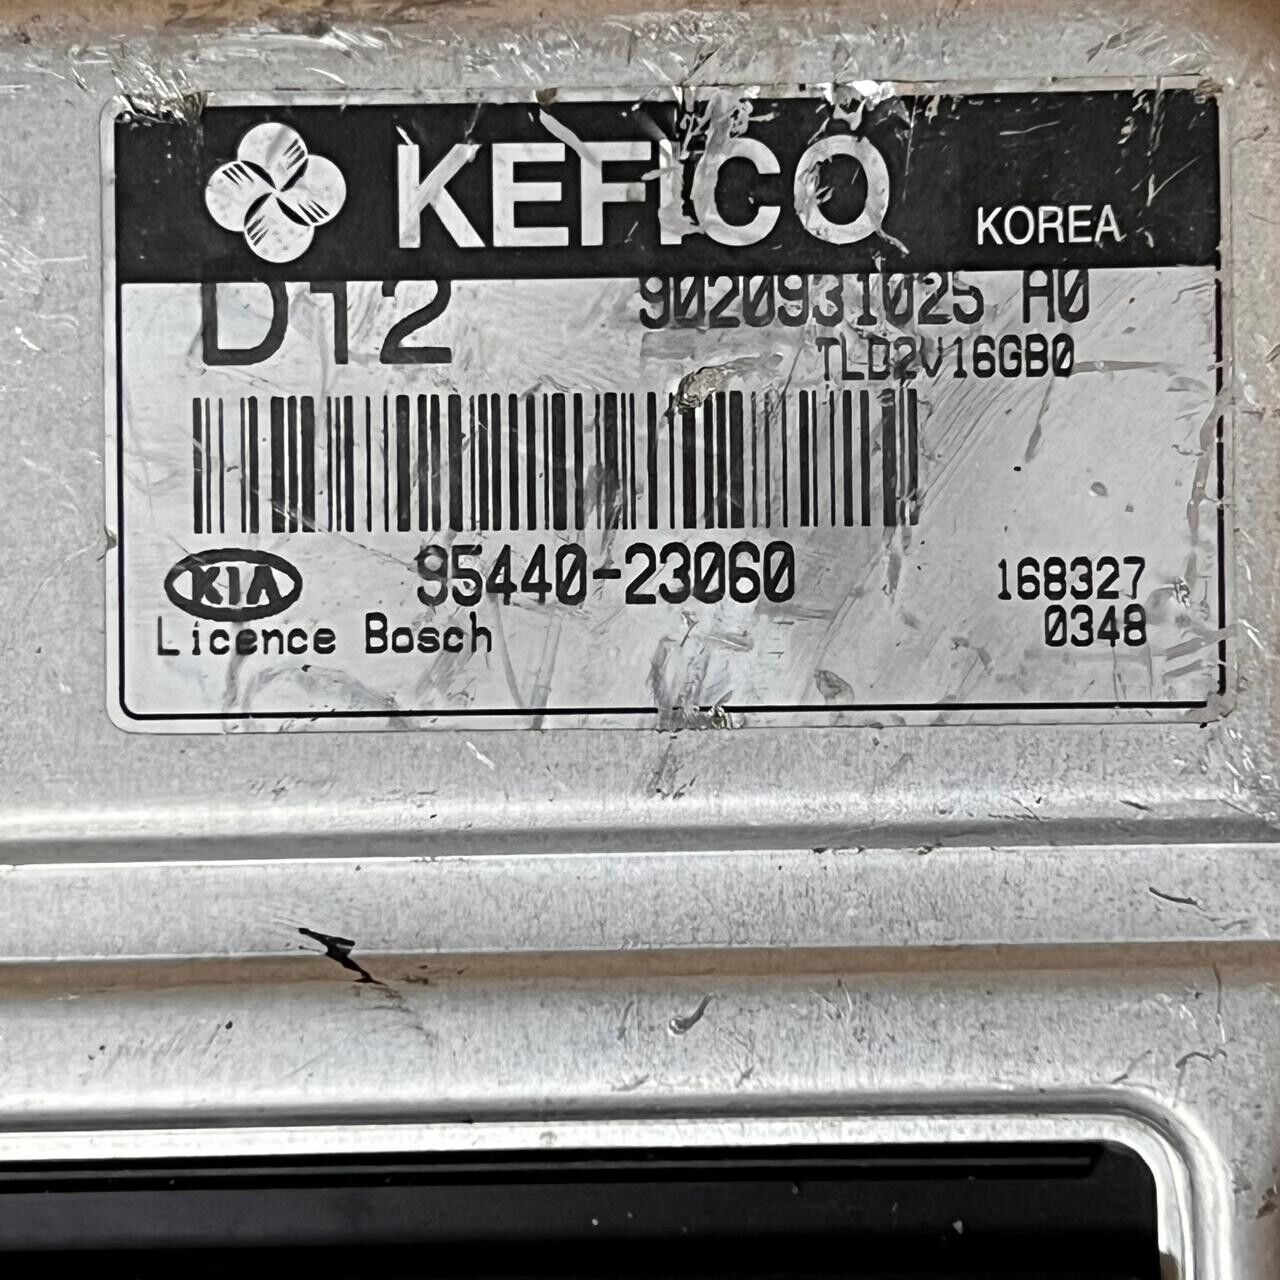 KEFICO KOREA
D12 9020931025 A0
TLD2V16GB0
KIA 95440-23060 168327
Licence Bosch 0348